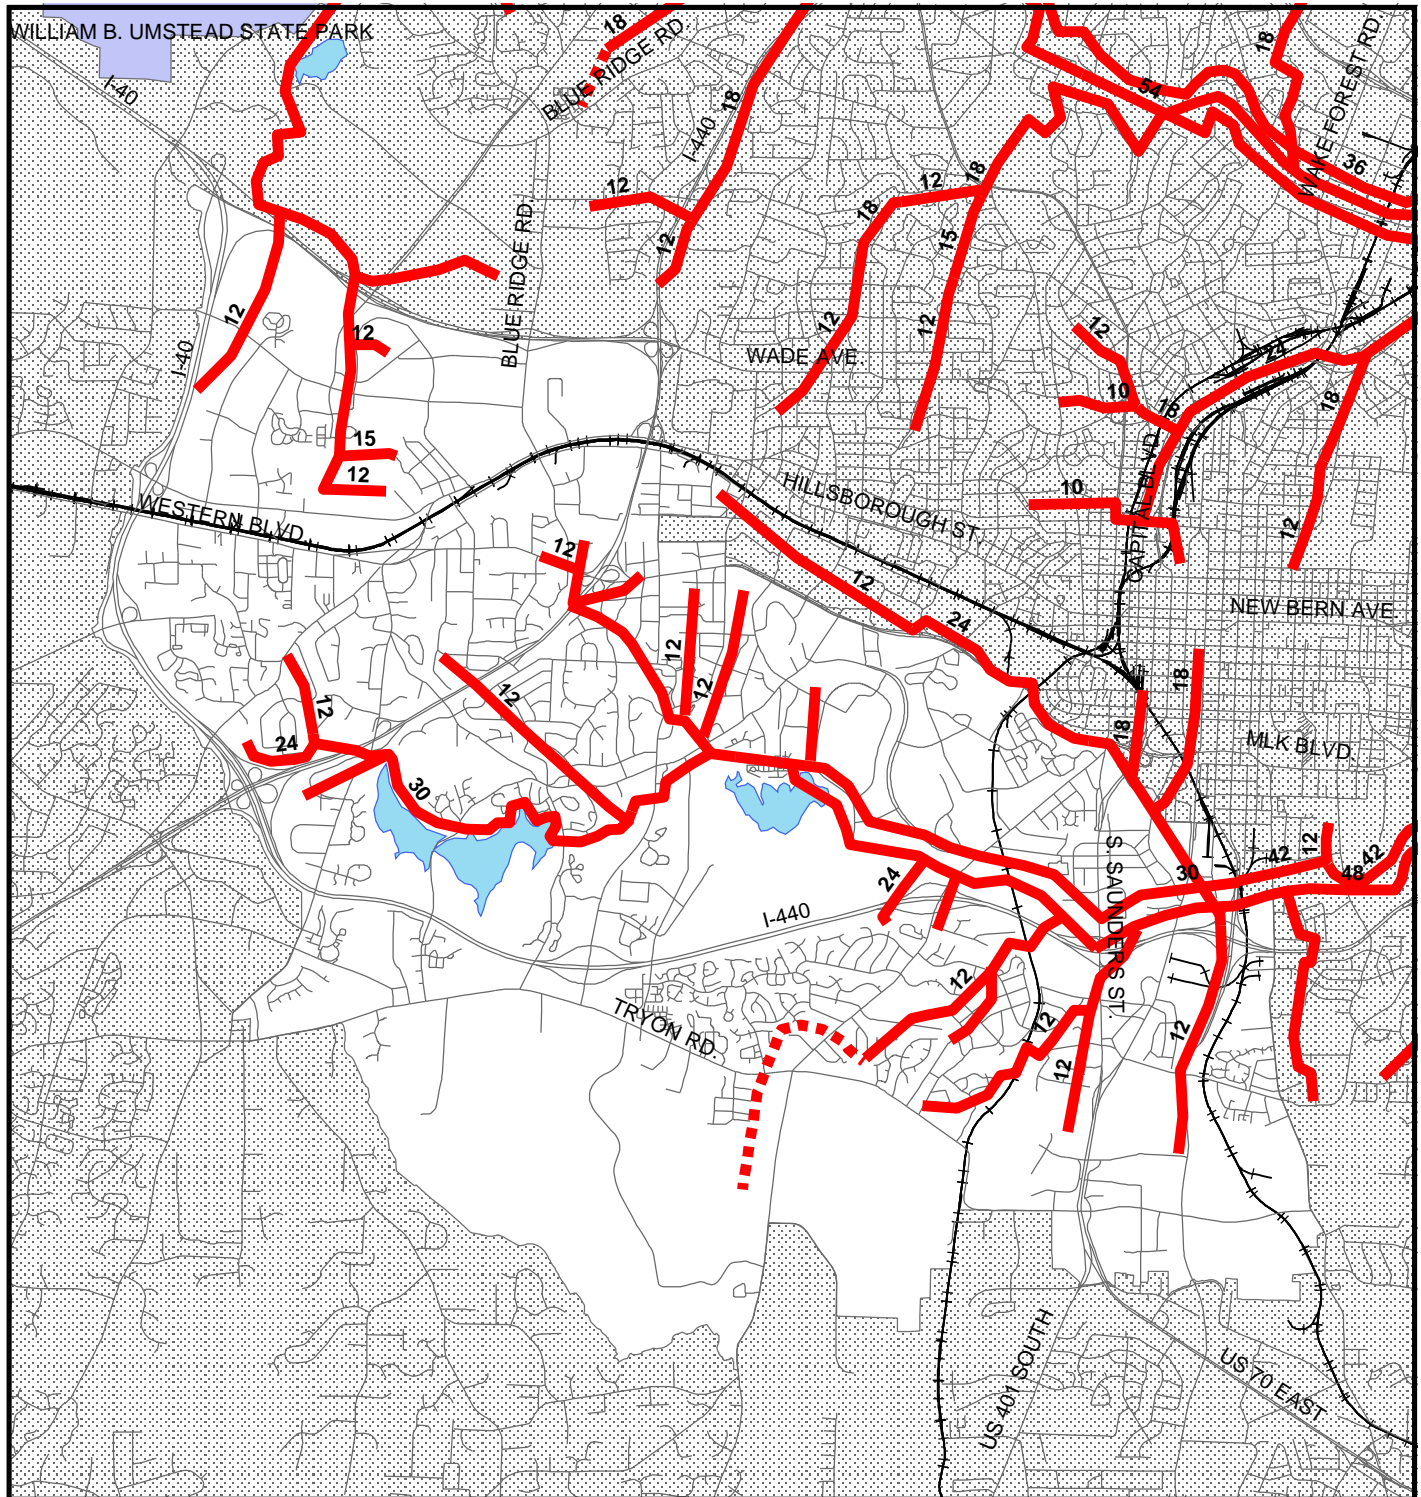 18
WILLIAM B. UMSTEAD STATE PARK
18
WAKE FOREST RD
BLUE RIDGE RD
I-40
54
18
I-440
36
12
12
18
18
15
12
BLUE RIDGE RD.
12
12
12
12
12
12
I-40
WADE AVE
24
10
18
18
15
12
CAPITAL BLVD.
10
HILLSBOROUGH ST.
WESTERN BLVD.
12
12
12
24
NEW BERN AVE
12
12
12
18
12
24
18
MLK BLVD.
30
S. SAUNDERS ST.
12
42
42
30
48
24
I-440
12
TRYON RD.
12
12
12
US 401 SOUTH
US 70 EAST